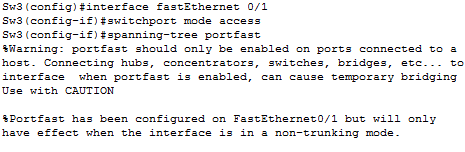 Sw3(config)#interface fastEthernet 0/1
Sw3(config-if)#switchport mode access
Sw3(config-if)#spanning-tree portfast
%Warning: portfast should only be enabled on ports connected to a
host. Connecting hubs, concentrators, switches, bridges, etc... to
interface  when portfast is enabled, can cause temporary bridging
Use with CAUTION
%Portfast has been configured on FastEthernet0/1 but will only
have effect when the interface is in a non-trunking mode.